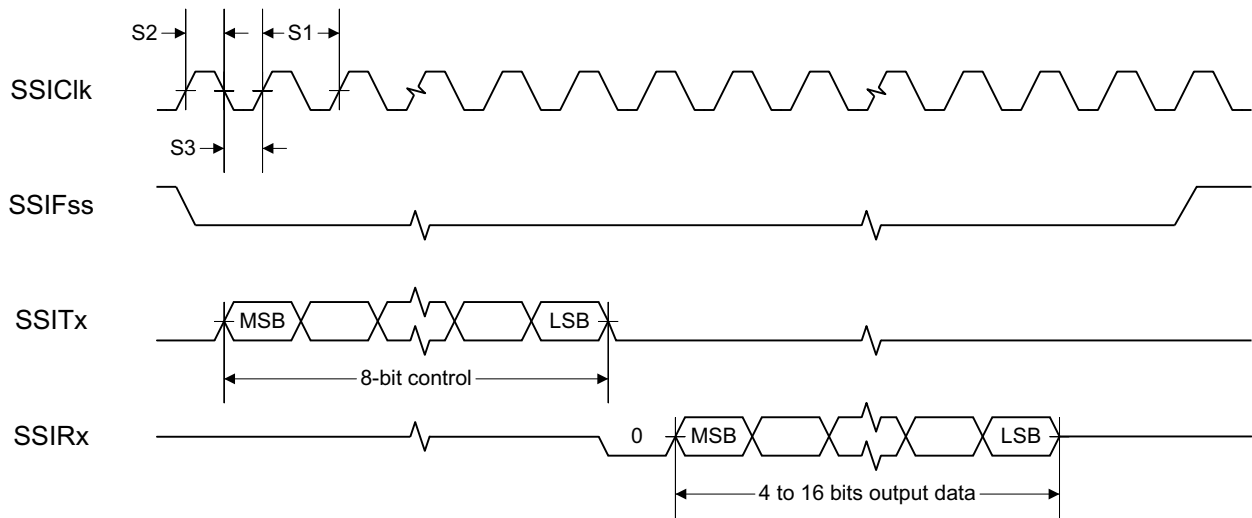 S2
S1
SSIClk
S3
SSIFss
SSITx
MSB
LSB
8-bit control
SSIRx
0
MSB
LSB
4 to 16 bits output data